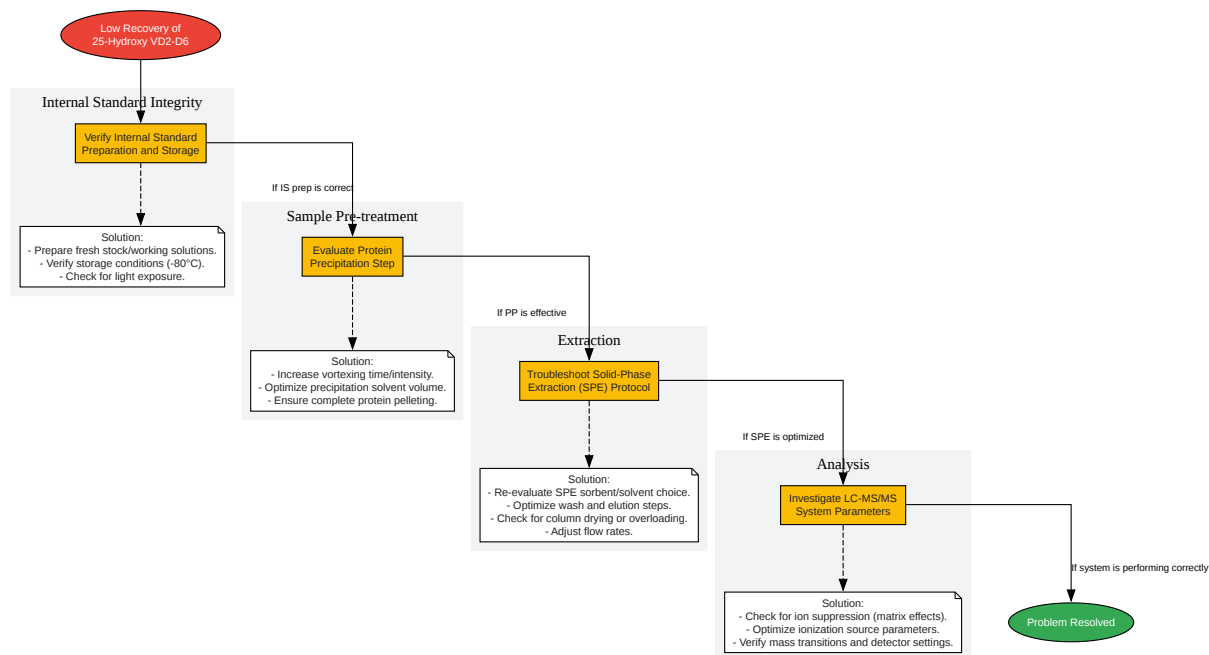 Low Recovery of
25-Hydroxy VD2-D6
Internal Standard Integrity
Verify Internal Standard
Preparation and Storage
If IS prep is correct
Solution:
- Prepare fresh stock/working solutions.
- Verify storage conditions (-80°C).
- Check for light exposure.
Sample Pre-treatment
Evaluate Protein
Precipitation Step
If PP is effective
Solution:
- Increase vortexing time/intensity.
- Optimize precipitation solvent volume.
- Ensure complete protein pelleting.
Extraction
Troubleshoot Solid-Phase
Extraction (SPE) Protocol
If SPE is optimized
Solution:
- Re-evaluate SPE sorbent/solvent choice.
- Optimize wash and elution steps.
- Check for column drying or overloading.
- Adjust flow rates.
Analysis
Investigate LC-MS/MS
System Parameters
If system is performing correctly
Solution:
- Check for ion suppression (matrix effects).
- Optimize ionization source parameters.
- Verify mass transitions and detector settings.
Problem Resolved